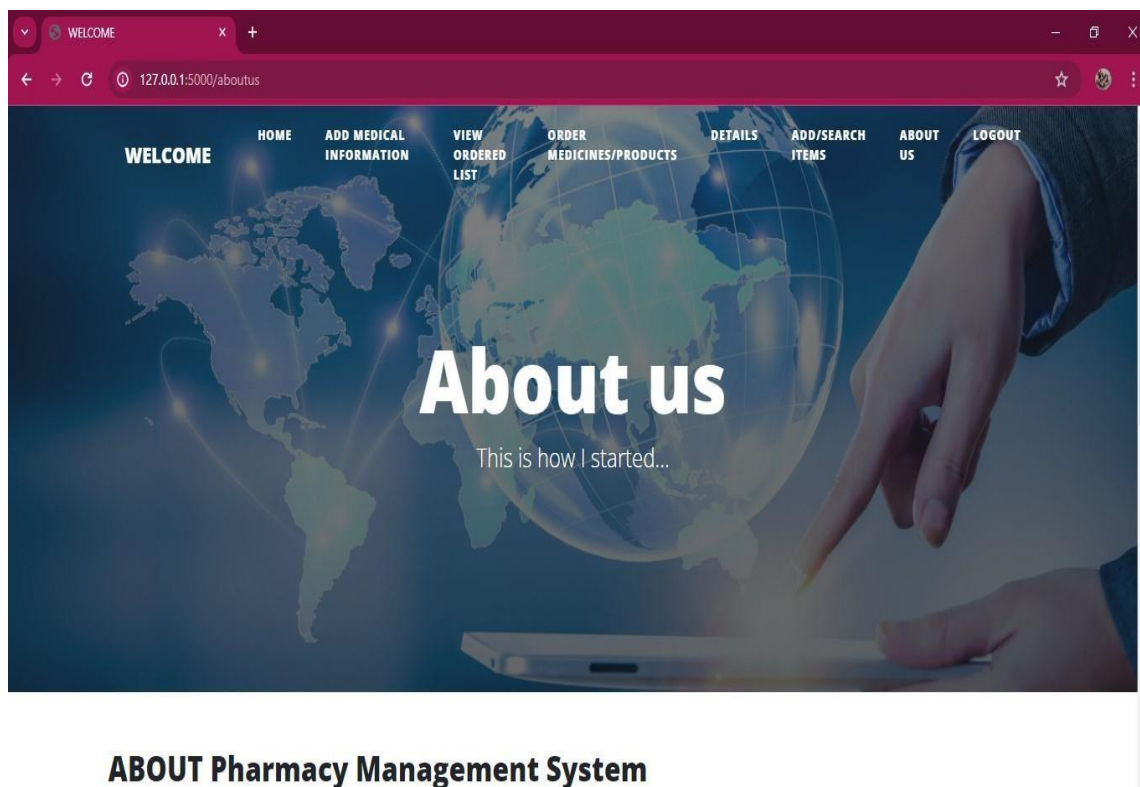 WELCOME
127.0.0.1:5000/aboutus
WELCOME
HOME
ADD MEDICAL
INFORMATION
VIEW
ORDERED
LIST
ORDER
MEDICINES/PRODUCTS
DETAILS
ADD/SEARCH
ITEMS
ABOUT
US
LOGOUT
About us
This is how I started...
ABOUT Pharmacy Management System